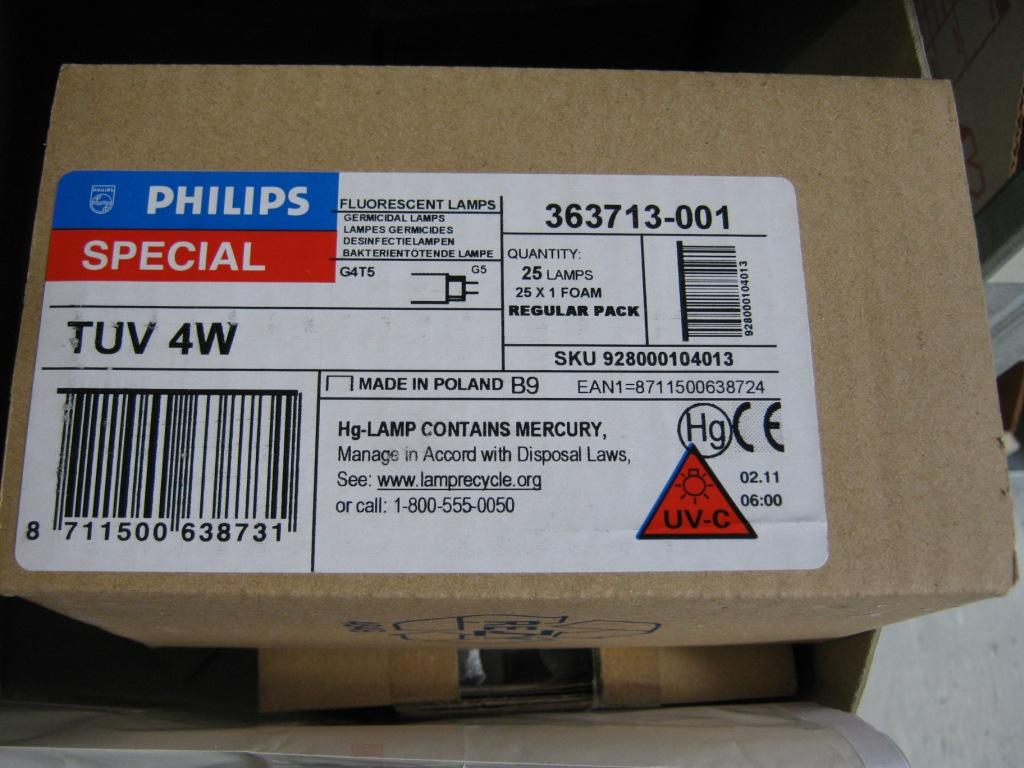 PHILIPS
PHILIPS
SPECIAL
FLUORESCENT LAMPS
GERMICIDAL LAMPS
LAMPES GERMICIDES
DESINFECTIELAMPEN
BAKTERIENTÖTENDE LAMPE
G4T5
G5
363713-001
QUANTITY:
25 LAMPS
25 X 1 FOAM
REGULAR PACK
928000104013
TUV 4W
SKU 928000104013
MADE IN POLAND B9
EAN1=8711500638724
Hg-LAMP CONTAINS MERCURY,
Manage in Accord with Disposal Laws,
See: www.lamprecycle.org
or call: 1-800-555-0050
Hg CE
02.11
06:00
UV-C
8 711500 638731